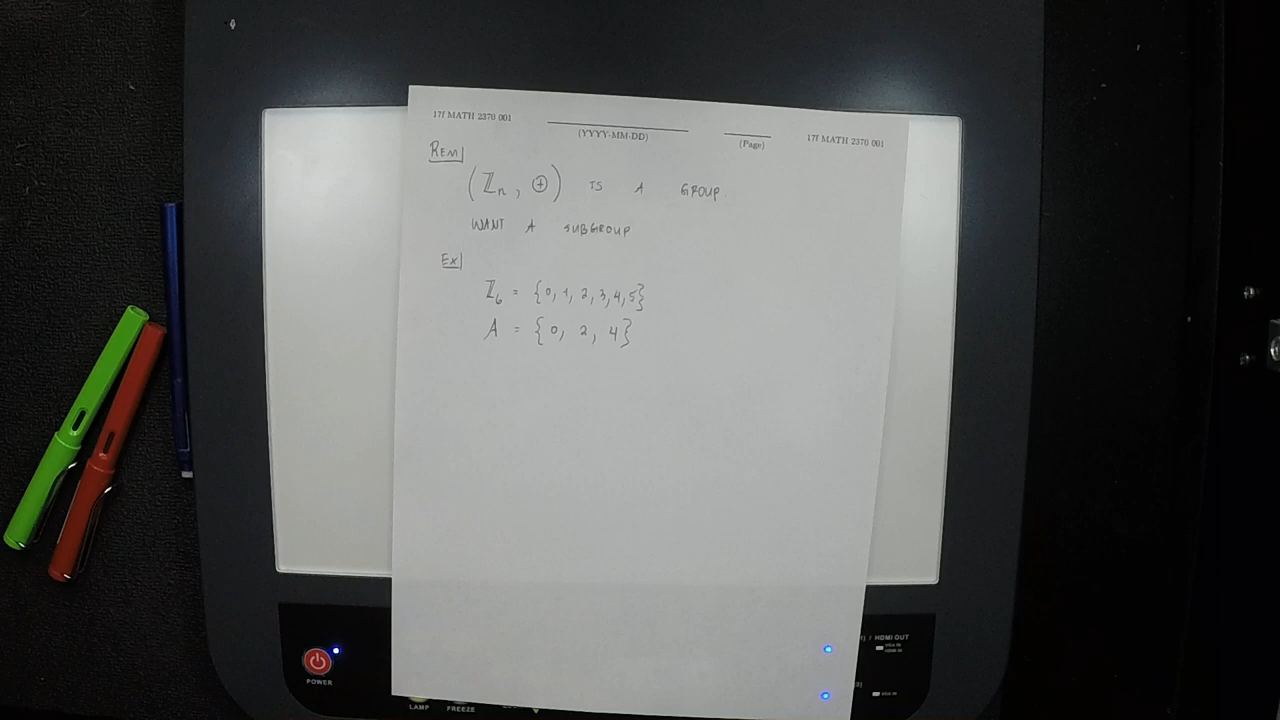 17f MATH 2370 001
(YYYY-MM-DD)
(Page)
17f MATH 2370 001
REM
(ℤₙ, ⊕) IS A GROUP.
WANT A SUBGROUP
EX
ℤ₆ = {0, 1, 2, 3, 4, 5}
A = {0, 2, 4}
/ HDMI OUT
POWER
LAMP
FREEZE